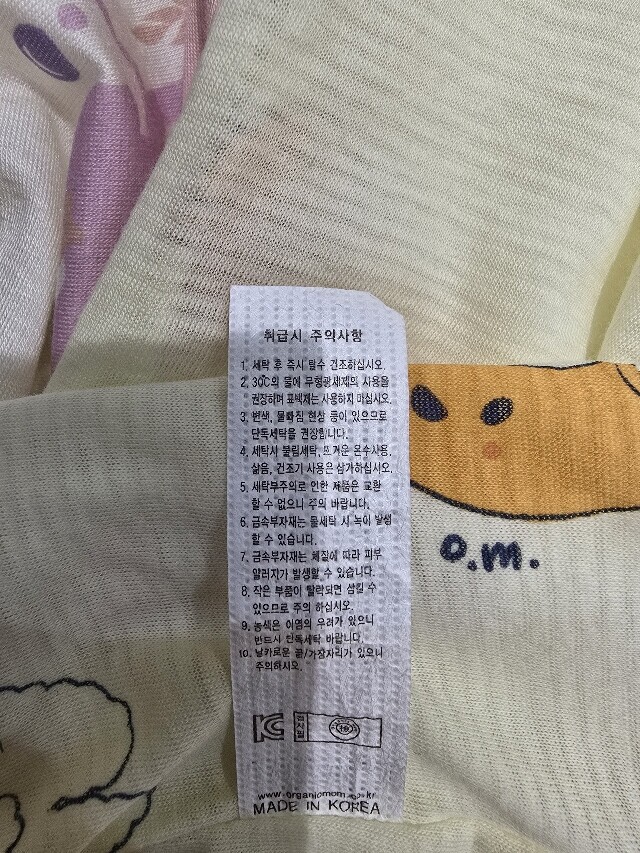 취급시 주의사항
1. 세탁 후 즉시 탈수 건조하십시오.
2. 30C의 물에 무형광세제의 사용을
권장하며 표백제는 사용하지 마십시오.
3. 변색, 물빠짐 현상 등이 있으므로
단독세탁을 권장합니다.
4. 세탁시 불림세탁, 뜨거운 온수사용,
삶음, 건조기 사용은 삼가하십시오.
5. 세탁부주의로 인한 제품은 교환
할 수 없으니 주의 바랍니다.
6. 금속부자재는 물세탁 시 녹이 발생
할 수 있습니다.
7. 금속부자재는 체질에 따라 피부
알러지가 발생할 수 있습니다.
8. 작은 부품이 탈락되면 삼킬 수
있으므로 주의 하십시오.
9. 농색은 이염의 우려가 있으니
반드시 단독세탁 바랍니다.
10. 날카로운 끝/가장자리가 있으니
주의하시오.
o.m.
KC
검사필
MADE IN KOREA